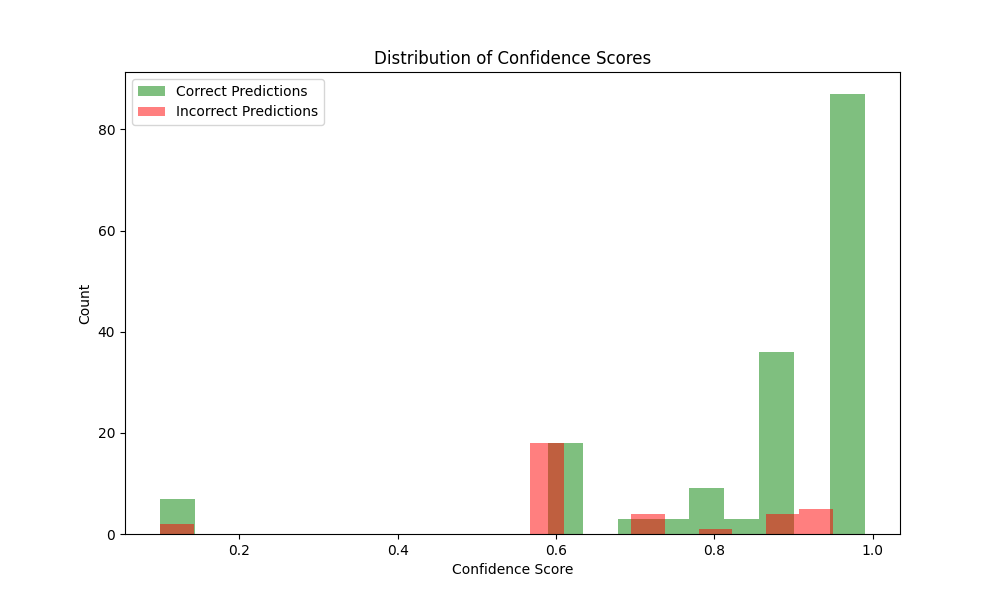 Distribution of Confidence Scores
Correct Predictions
Incorrect Predictions
80
60
40
20
0
Count
0.2 0.4 0.6 0.8 1.0
Confidence Score